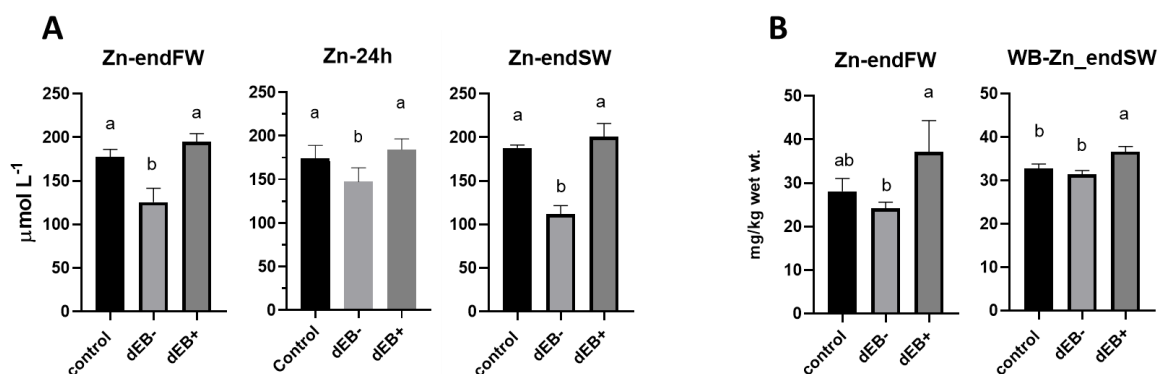 A
Zn-endFW
Zn-24h
Zn-endSW
μmol L⁻¹
250
200
150
100
50
0
a
b
a
control
dEB-
dEB+
250
200
150
100
50
0
a
b
a
Control
dEB-
dEB+
250
200
150
100
50
0
a
b
a
control
dEB-
dEB+
B
Zn-endFW
WB-Zn_endSW
mg/kg wet wt.
50
40
30
20
10
0
ab
b
a
control
dEB-
dEB+
50
40
30
20
10
0
b
b
a
control
dEB-
dEB+